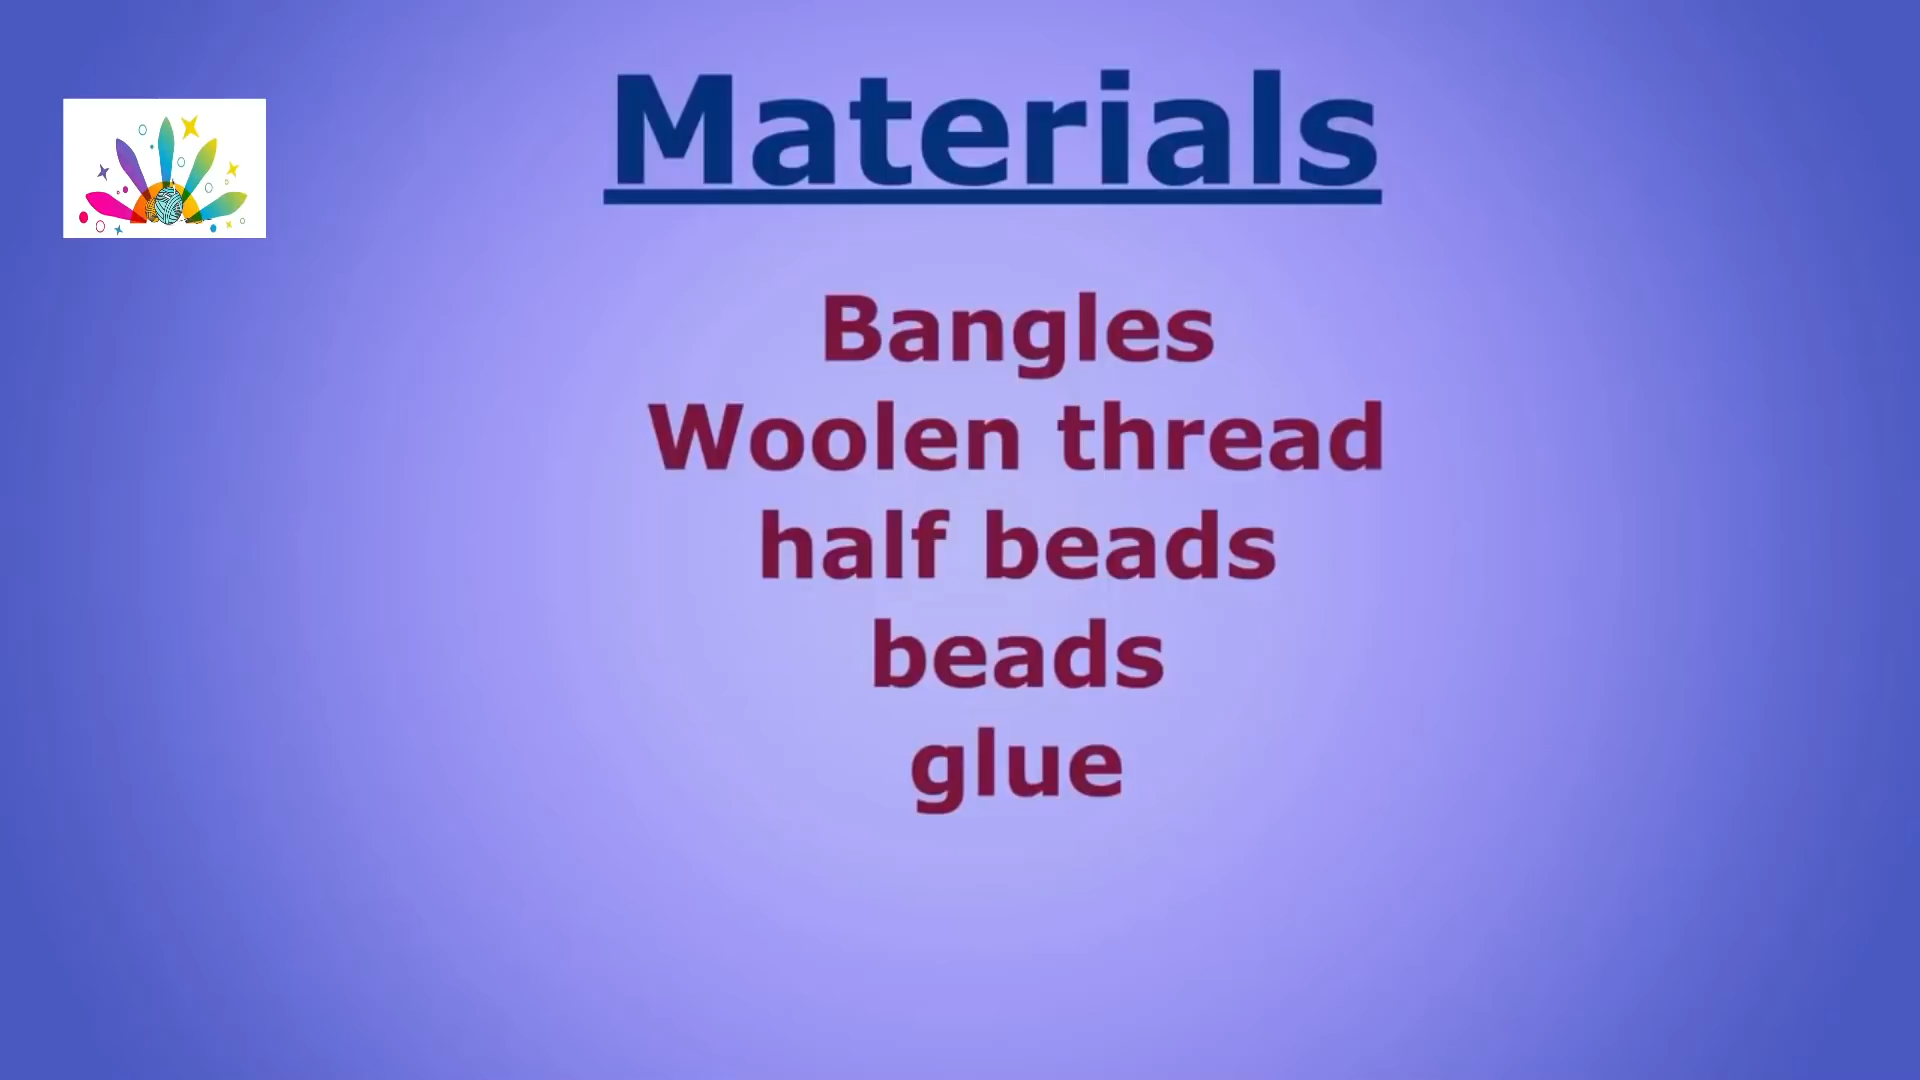 Materials
Bangles
Woolen thread
half beads
beads
glue